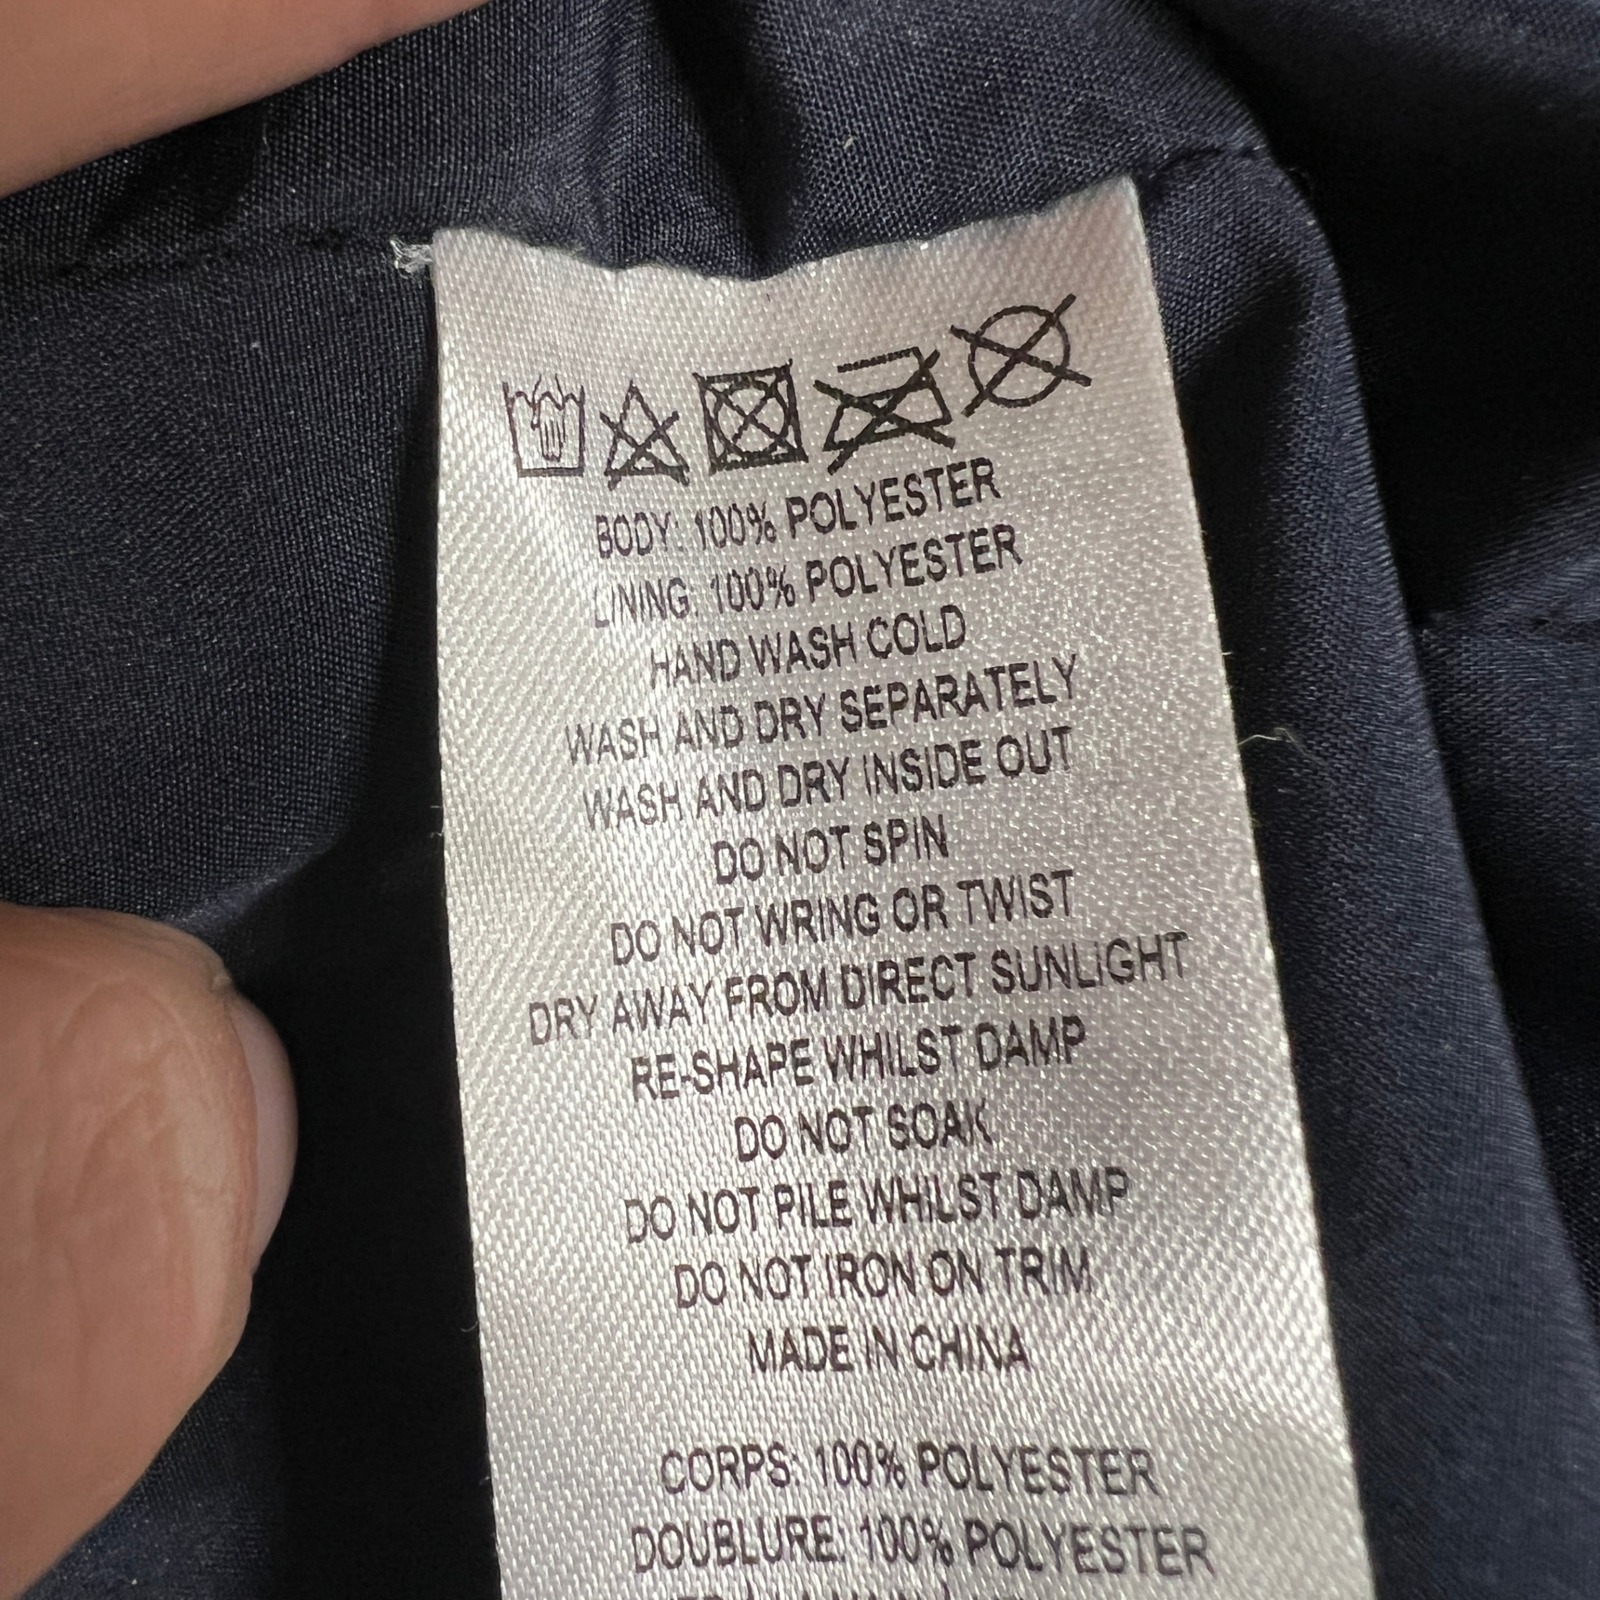 BODY: 100% POLYESTER
LINING: 100% POLYESTER
HAND WASH COLD
WASH AND DRY SEPARATELY
WASH AND DRY INSIDE OUT
DO NOT SPIN
DO NOT WRING OR TWIST
DRY AWAY FROM DIRECT SUNLIGHT
RE-SHAPE WHILST DAMP
DO NOT SOAK
DO NOT PILE WHILST DAMP
DO NOT IRON ON TRIM
MADE IN CHINA
CORPS: 100% POLYESTER
DOUBLURE: 100% POLYESTER